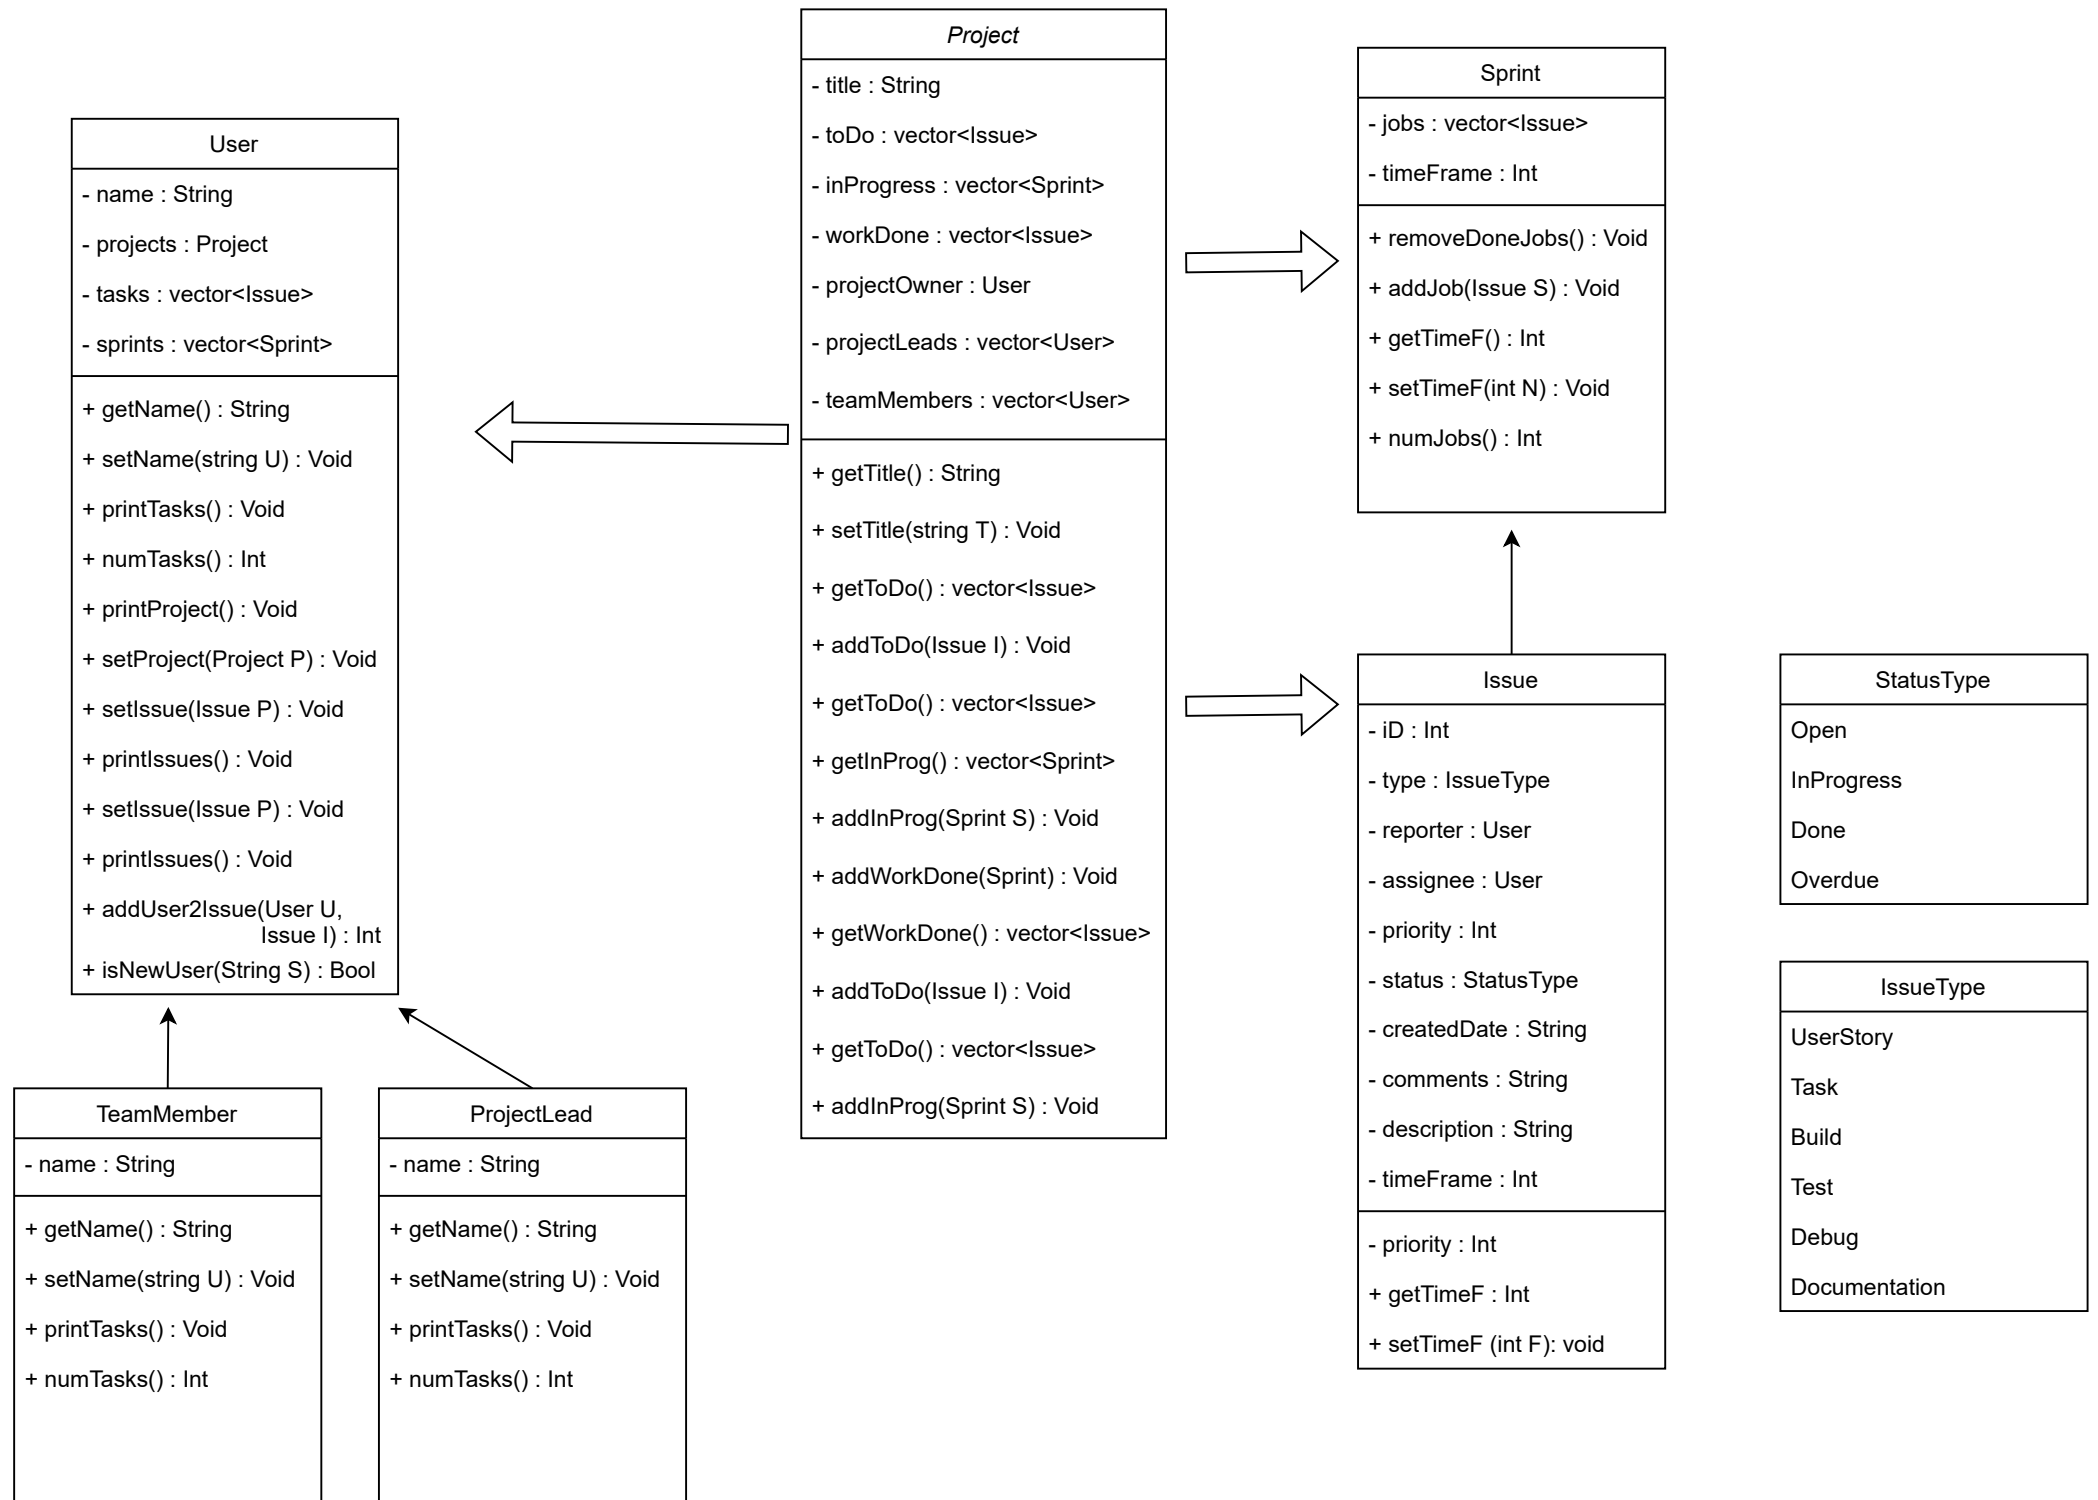 User
- name : String
- projects : Project
- tasks : vector<Issue>
- sprints : vector<Sprint>
+ getName() : String
+ setName(string U) : Void
+ printTasks() : Void
+ numTasks() : Int
+ printProject() : Void
+ setProject(Project P) : Void
+ setIssue(Issue P) : Void
+ printIssues() : Void
+ setIssue(Issue P) : Void
+ printIssues() : Void
+ addUser2Issue(User U,
Issue I) : Int
+ isNewUser(String S) : Bool
TeamMember
- name : String
+ getName() : String
+ setName(string U) : Void
+ printTasks() : Void
+ numTasks() : Int
ProjectLead
- name : String
+ getName() : String
+ setName(string U) : Void
+ printTasks() : Void
+ numTasks() : Int
Project
- title : String
- toDo : vector<Issue>
- inProgress : vector<Sprint>
- workDone : vector<Issue>
- projectOwner : User
- projectLeads : vector<User>
- teamMembers : vector<User>
+ getTitle() : String
+ setTitle(string T) : Void
+ getToDo() : vector<Issue>
+ addToDo(Issue I) : Void
+ getToDo() : vector<Issue>
+ getInProg() : vector<Sprint>
+ addInProg(Sprint S) : Void
+ addWorkDone(Sprint) : Void
+ getWorkDone() : vector<Issue>
+ addToDo(Issue I) : Void
+ getToDo() : vector<Issue>
+ addInProg(Sprint S) : Void
Sprint
- jobs : vector<Issue>
- timeFrame : Int
+ removeDoneJobs() : Void
+ addJob(Issue S) : Void
+ getTimeF() : Int
+ setTimeF(int N) : Void
+ numJobs() : Int
Issue
- iD : Int
- type : IssueType
- reporter : User
- assignee : User
- priority : Int
- status : StatusType
- createdDate : String
- comments : String
- description : String
- timeFrame : Int
- priority : Int
+ getTimeF : Int
+ setTimeF (int F): void
StatusType
Open
InProgress
Done
Overdue
IssueType
UserStory
Task
Build
Test
Debug
Documentation